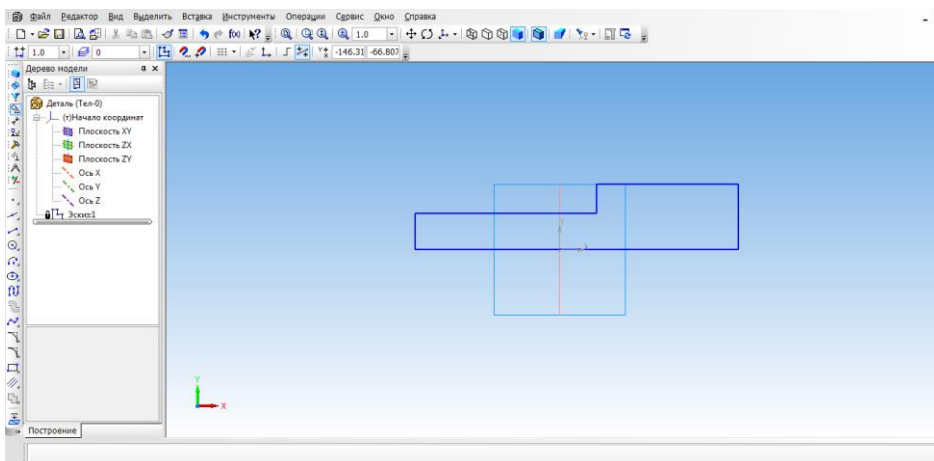 Файл Редактор Вид Выделить Вставка Инструменты Операции Сервис Окно Справка
1.0
1.0 0 -146.31 -66.807
Дерево модели
Деталь (Тел-0)
(т)Начало координат
Плоскость XY
Плоскость ZX
Плоскость ZY
Ось X
Ось Y
Ось Z
Эскиз:1
Y
X
Y
X
Построение